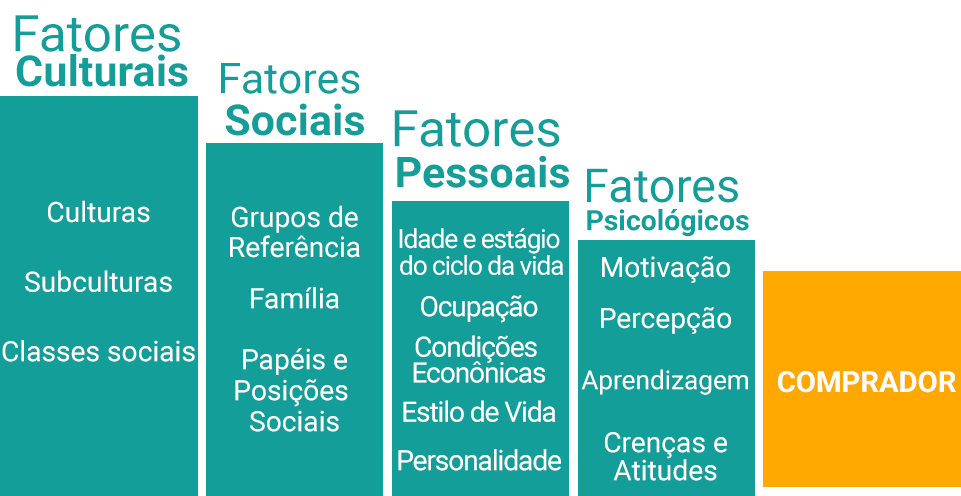 Fatores
Culturais
Culturas
Subculturas
Classes sociais
Fatores
Sociais
Grupos de
Referência
Família
Papéis e
Posições
Sociais
Fatores
Pessoais
Idade e estágio
do ciclo da vida
Ocupação
Condições
Econônicas
Estilo de Vida
Personalidade
Fatores
Psicológicos
Motivação
Percepção
Aprendizagem
Crenças e
Atitudes
COMPRADOR